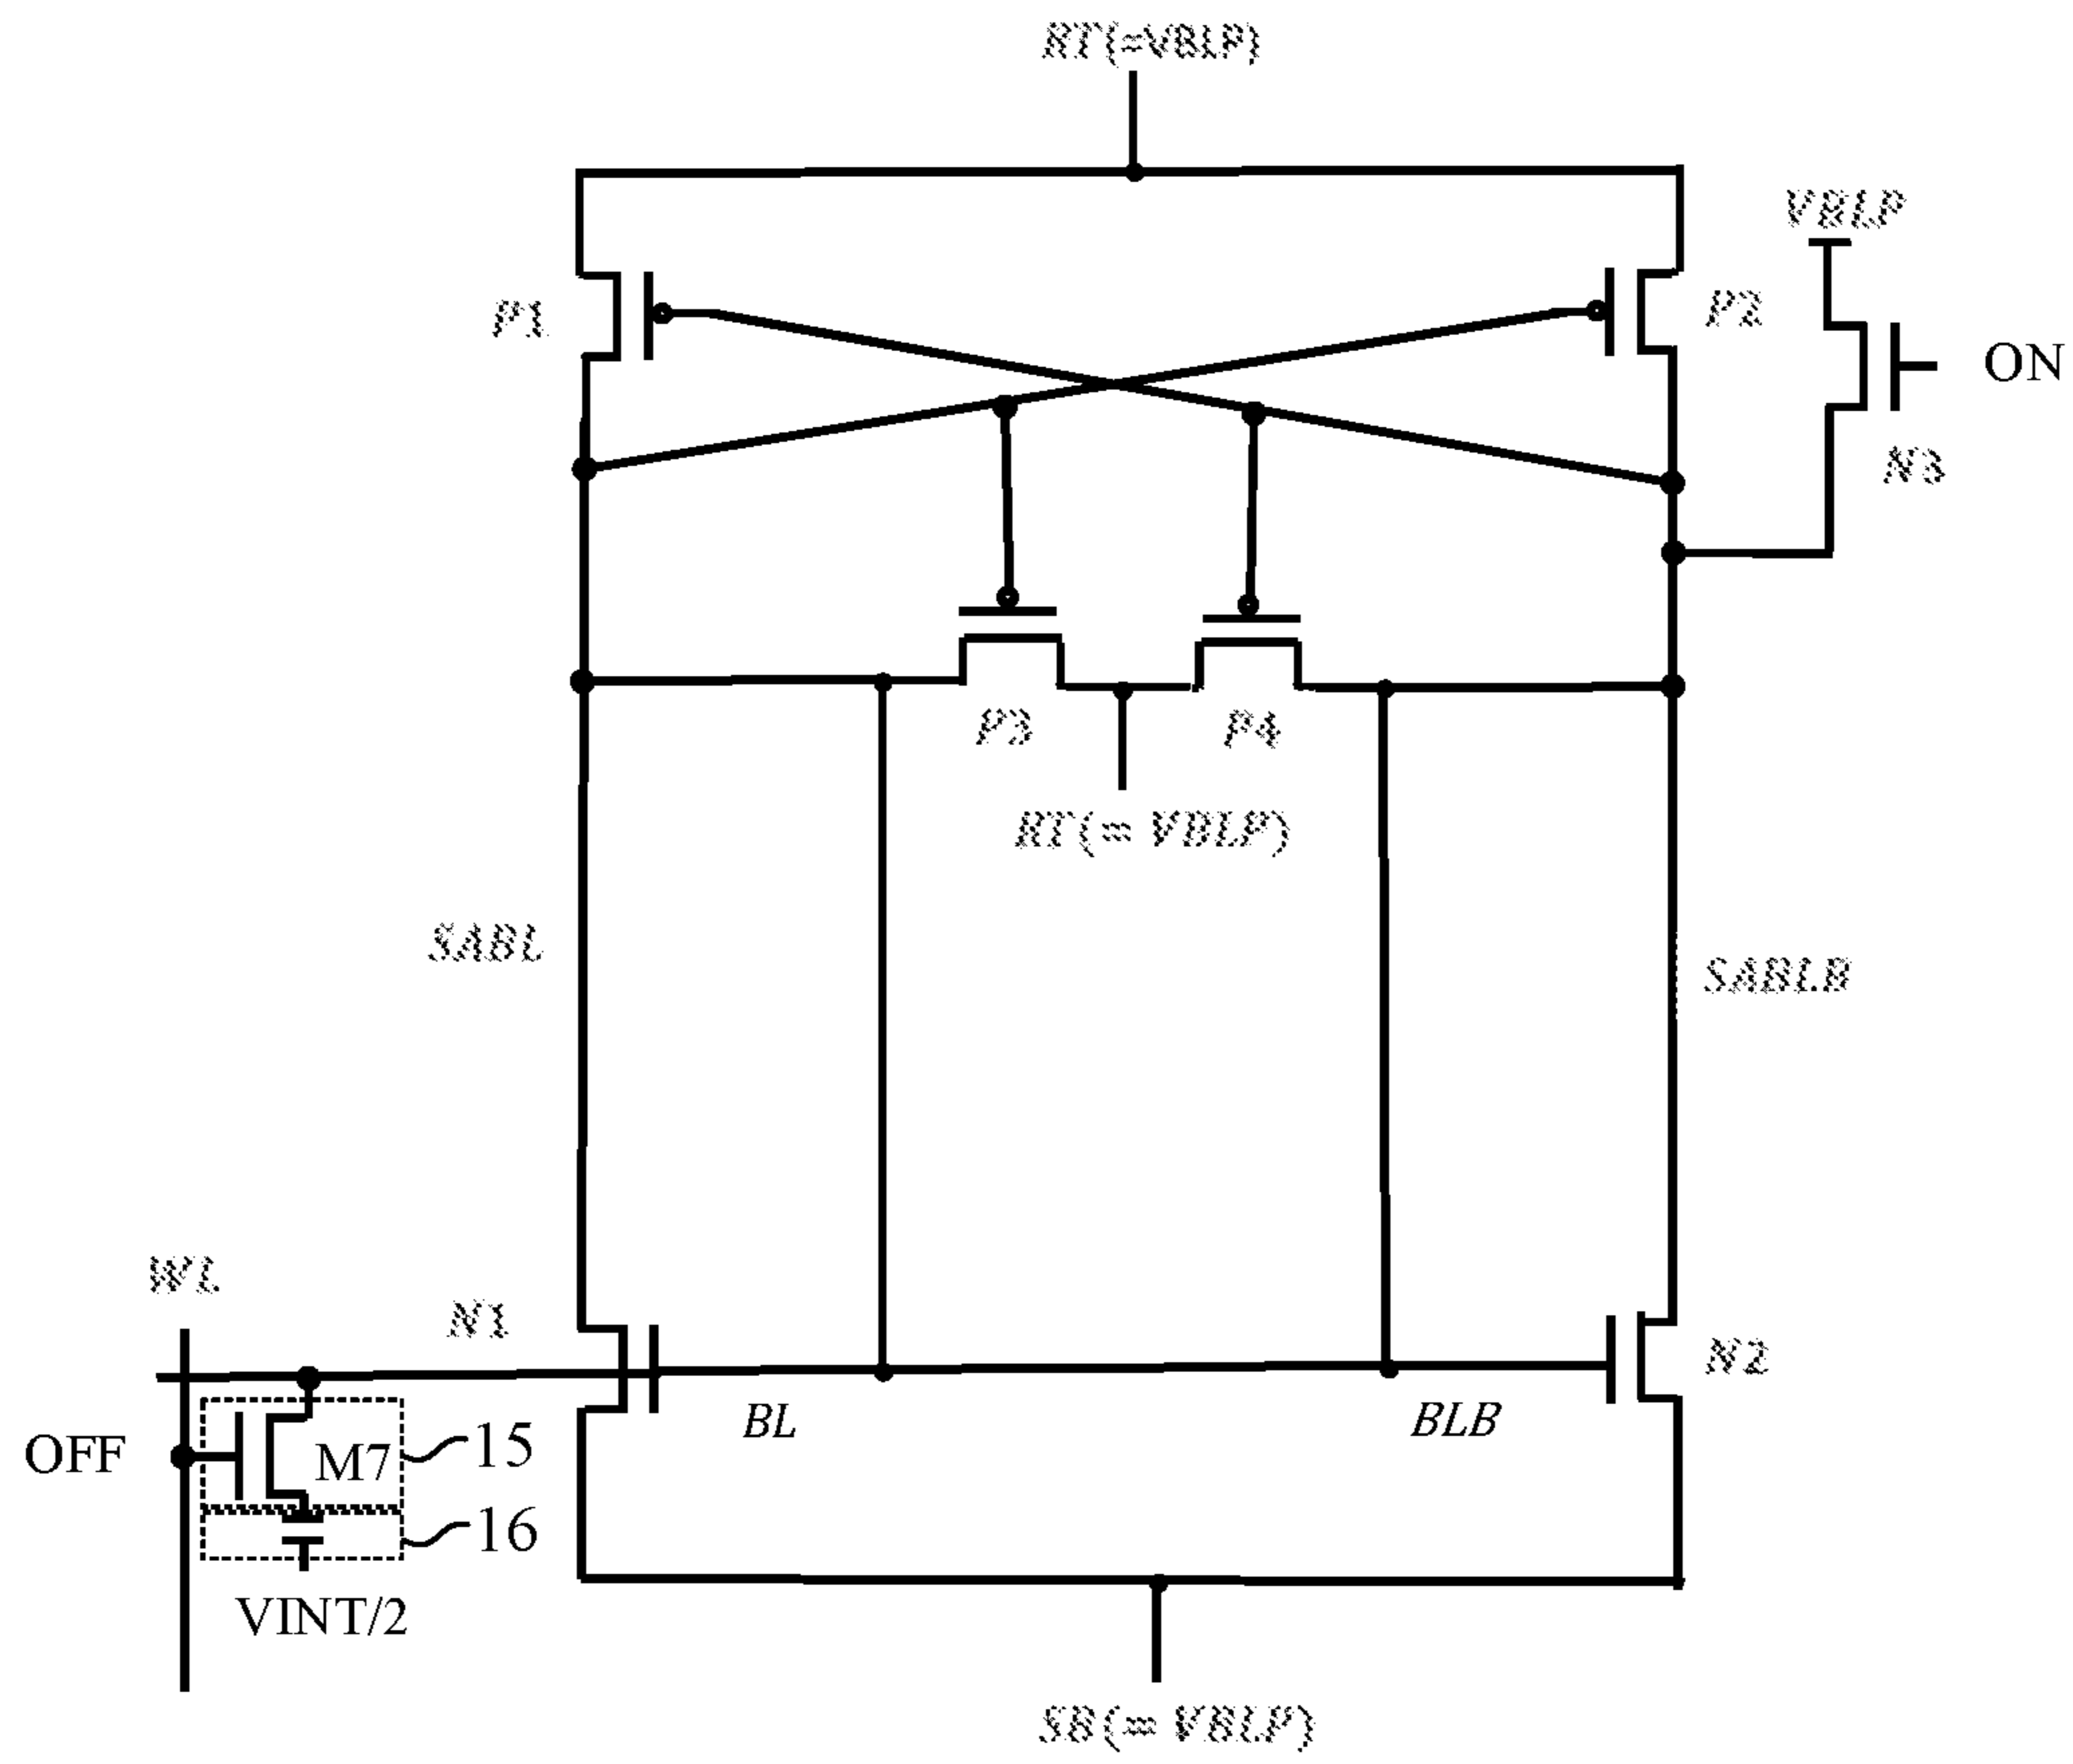 RT(=VBLP)
VBLP
P1
P2
ON
N3
P3
P4
RT(= VBLP)
SABL
SABLB
WL
N1
N2
BL
BLB
OFF
M7
15
16
VINT/2
SB(= VBLP)